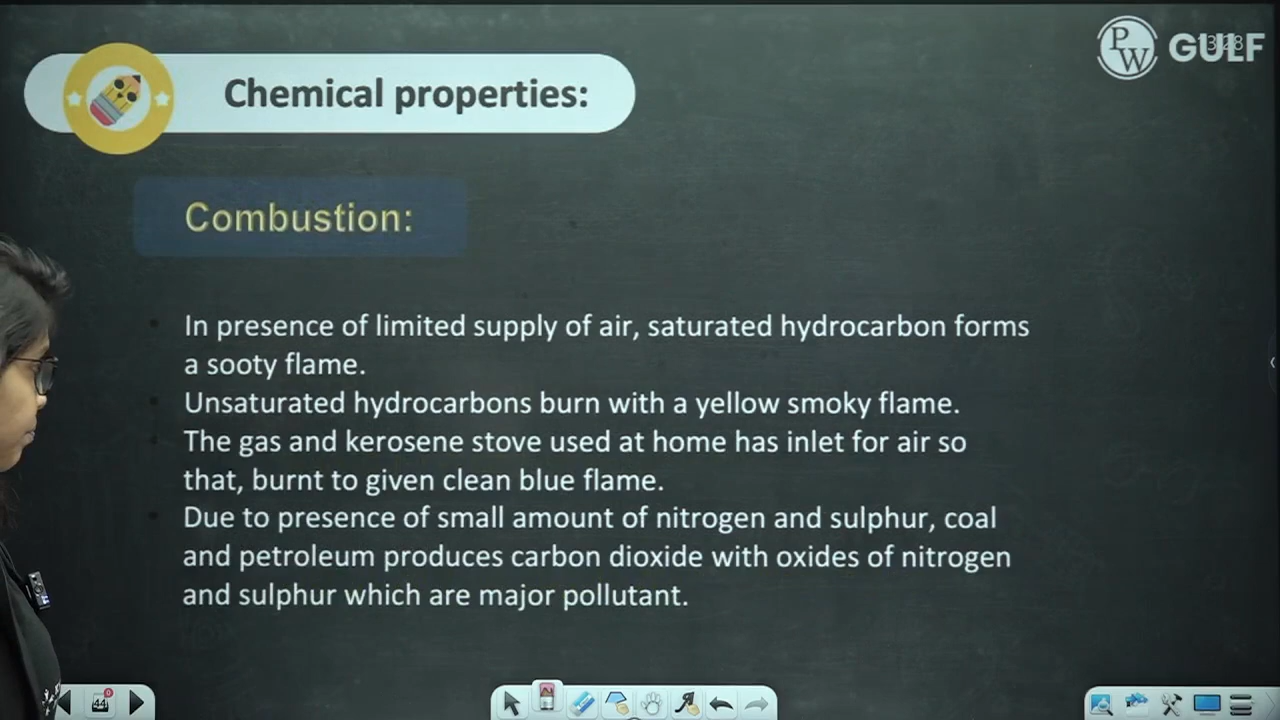 PW GULF
Chemical properties:
Combustion:
In presence of limited supply of air, saturated hydrocarbon forms
a sooty flame.
Unsaturated hydrocarbons burn with a yellow smoky flame.
The gas and kerosene stove used at home has inlet for air so
that, burnt to given clean blue flame.
Due to presence of small amount of nitrogen and sulphur, coal
and petroleum produces carbon dioxide with oxides of nitrogen
and sulphur which are major pollutant.
44
0